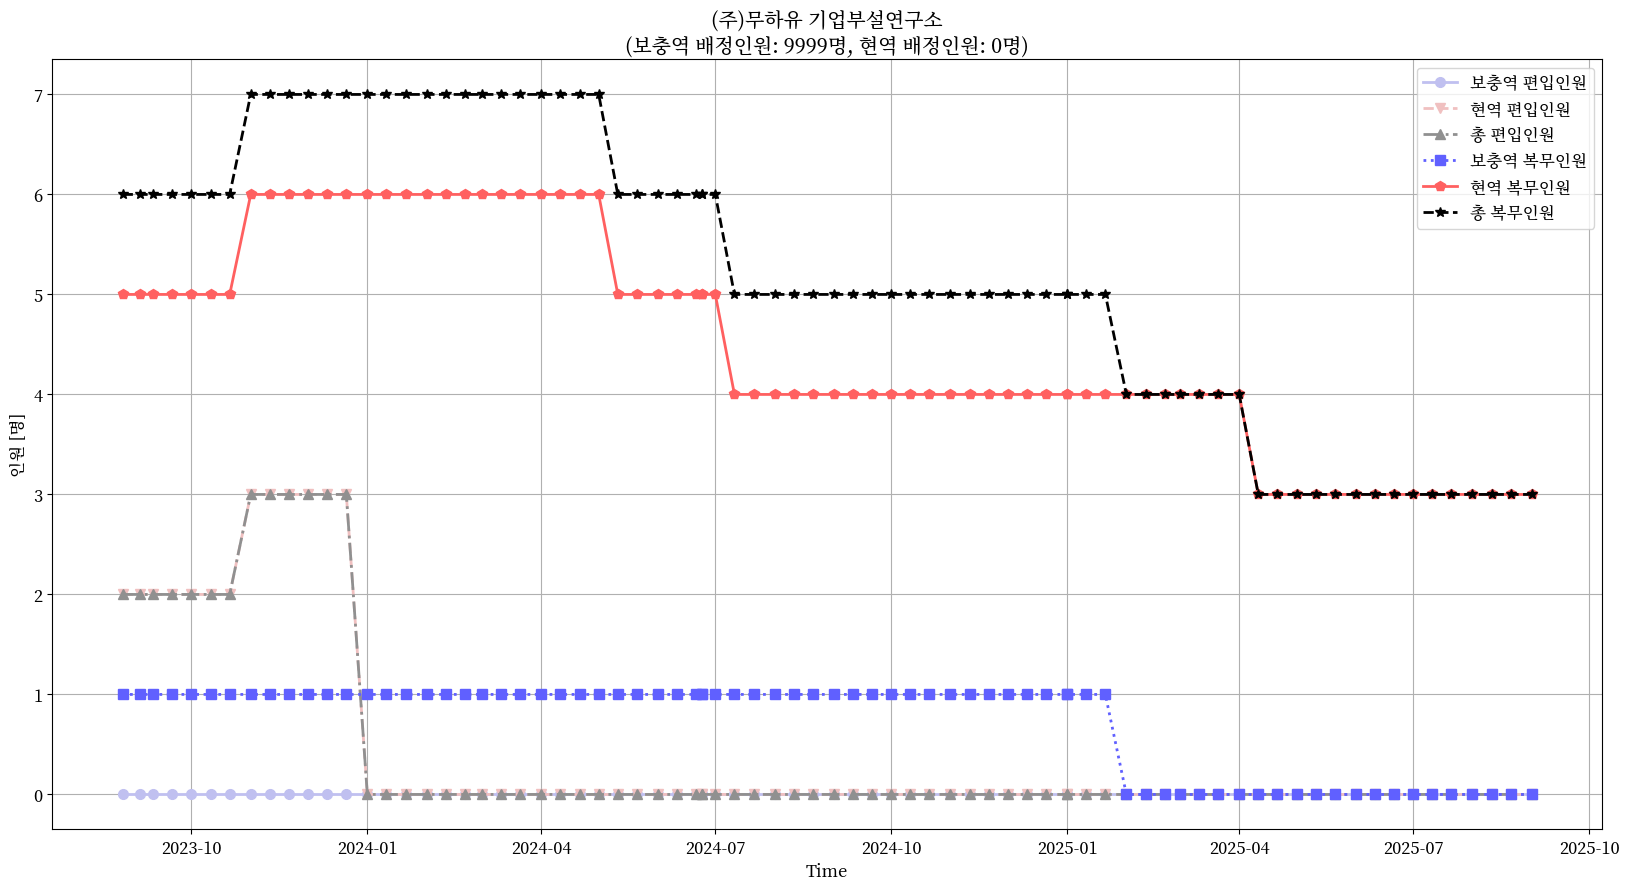 (주)무하유 기업부설연구소
(보충역 배정인원: 9999명, 현역 배정인원: 0명)
보충역 편입인원
현역 편입인원
총 편입인원
보충역 복무인원
현역 복무인원
총 복무인원
인원 [명]
7
6
5
4
3
2
1
0
2023-10
2024-01
2024-04
2024-07
2024-10
2025-01
2025-04
2025-07
2025-10
Time